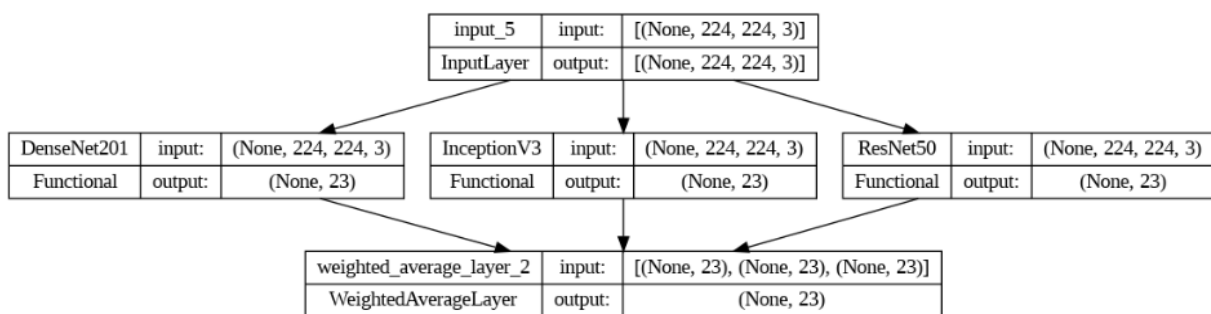 input_5 input: [(None, 224, 224, 3)]
InputLayer output: [(None, 224, 224, 3)]
DenseNet201 input: (None, 224, 224, 3) InceptionV3 input: (None, 224, 224, 3) ResNet50 input: (None, 224, 224, 3)
Functional output: (None, 23) Functional output: (None, 23) Functional output: (None, 23)
weighted_average_layer_2 input: [(None, 23), (None, 23), (None, 23)]
WeightedAverageLayer output: (None, 23)